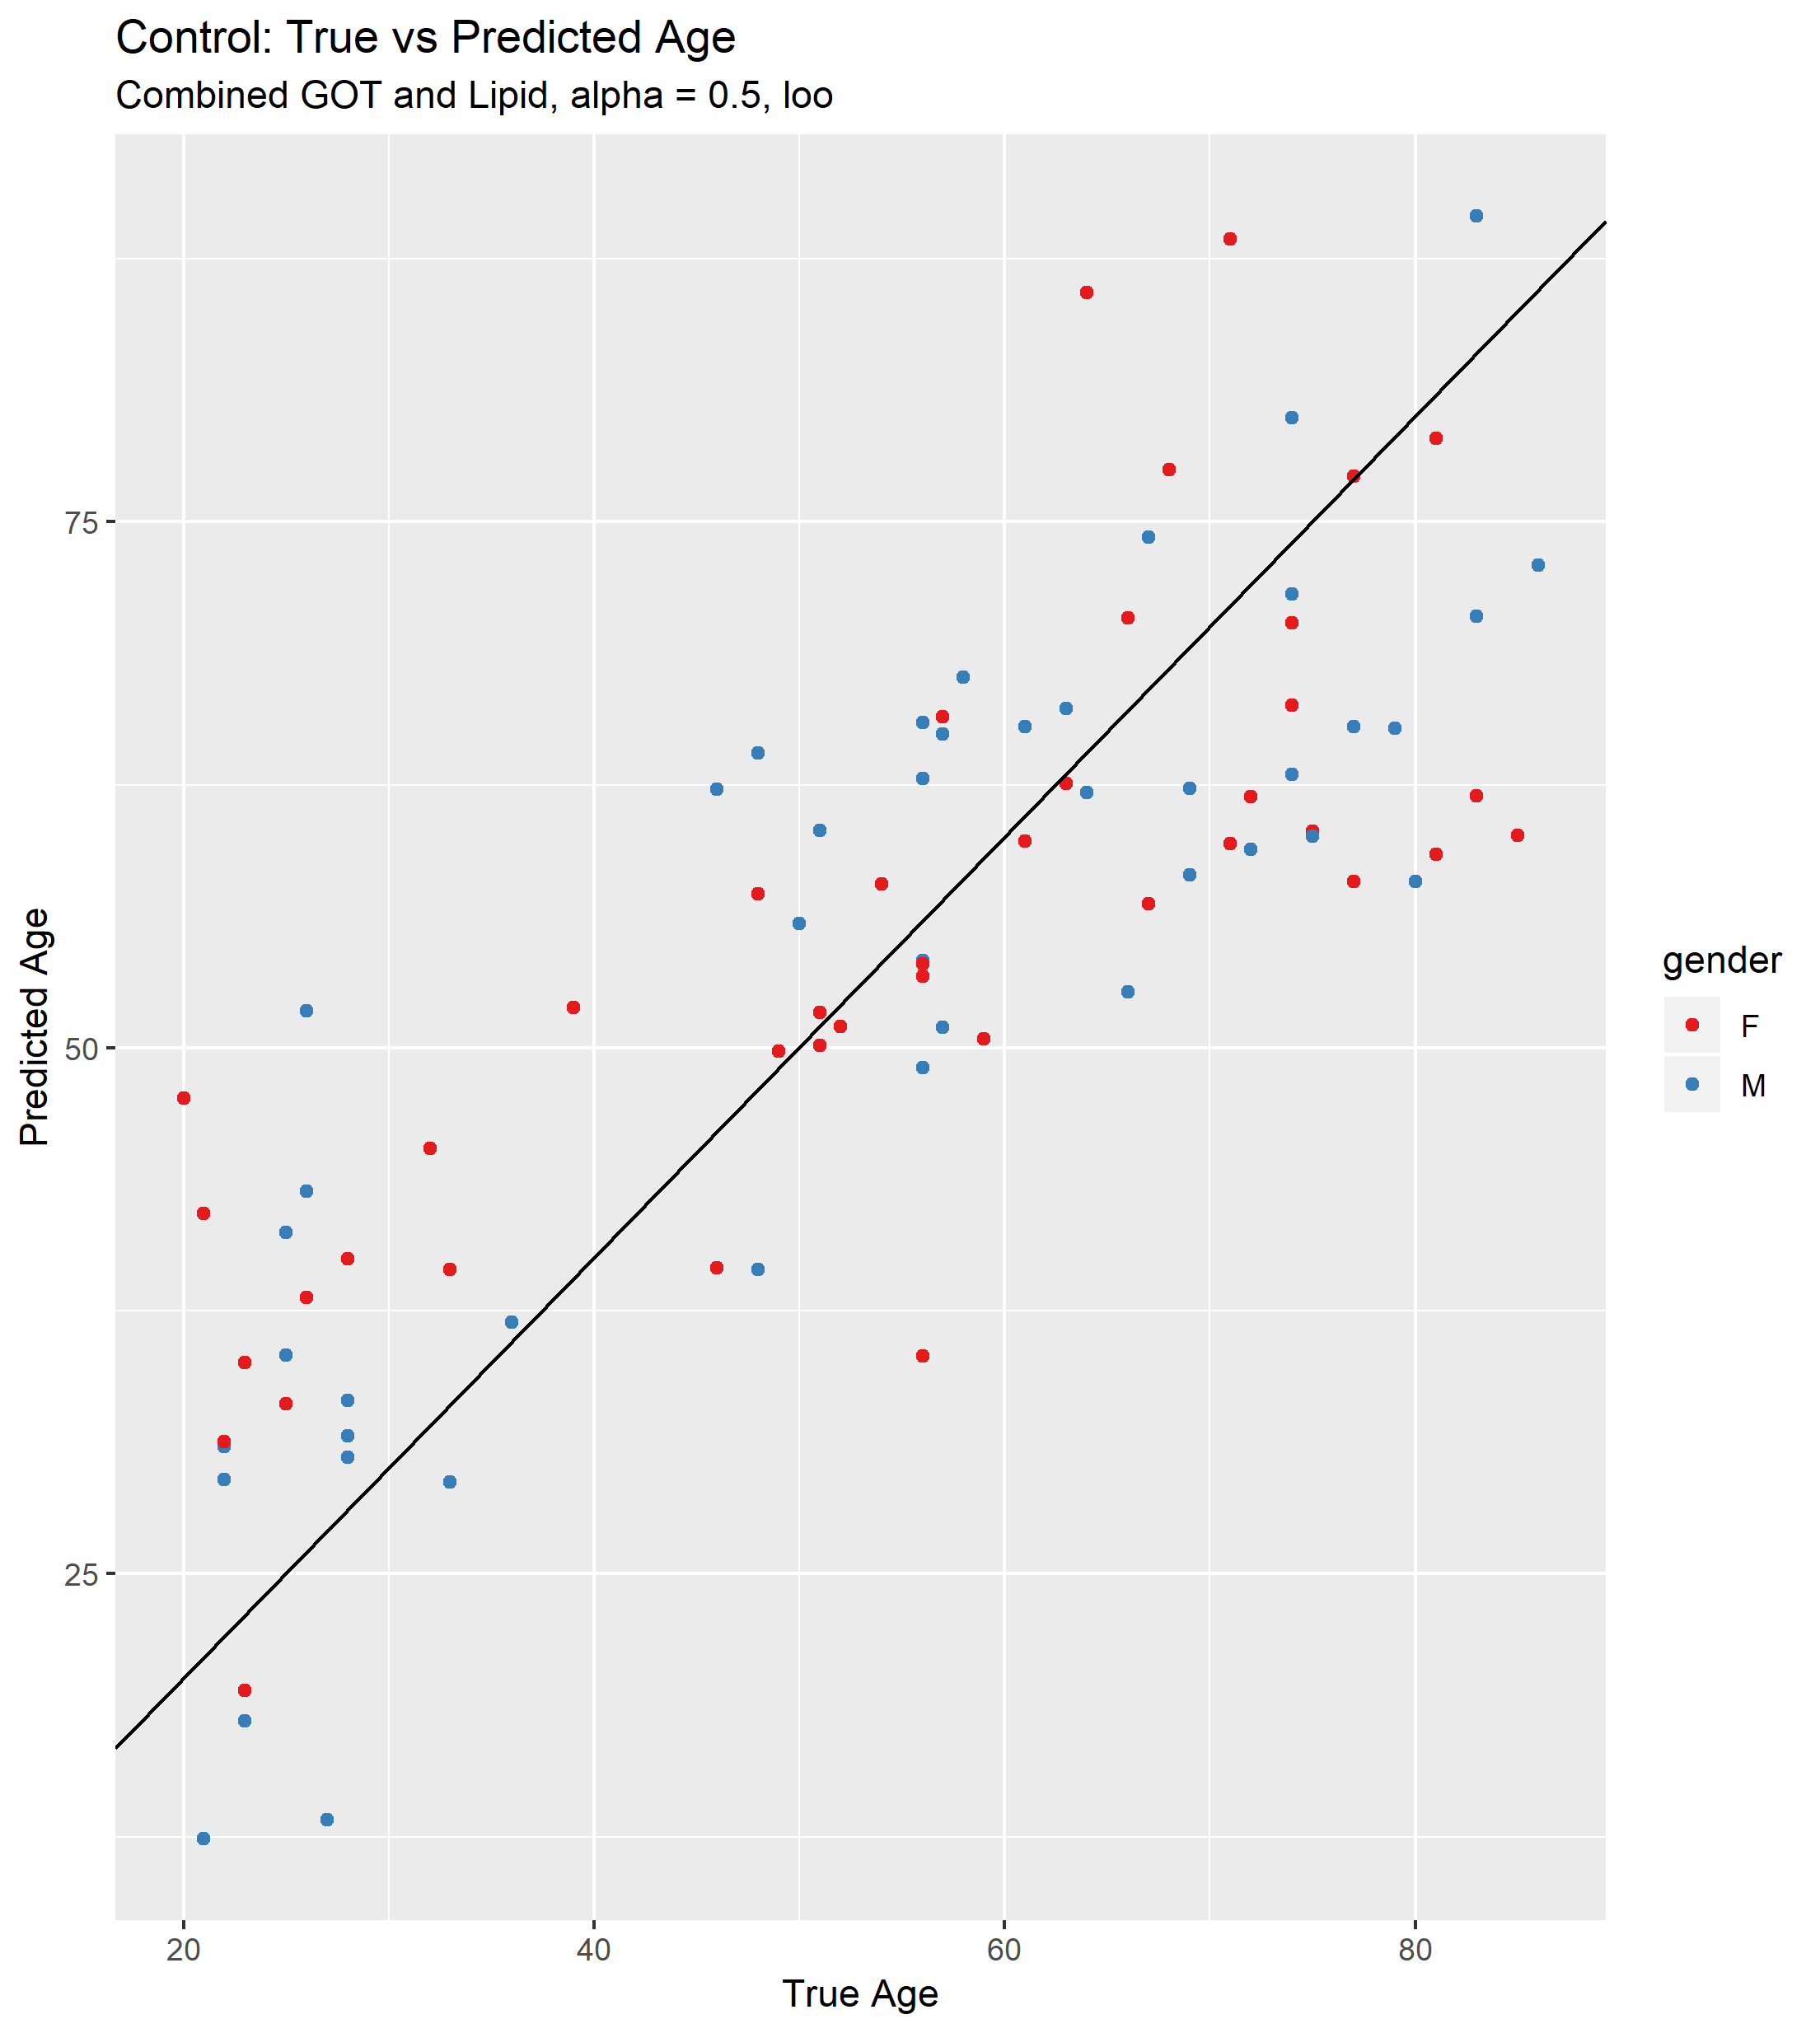 Control: True vs Predicted Age
Combined GOT and Lipid, alpha = 0.5, loo
75
50
25
Predicted Age
20 40 60 80
True Age
gender
F
M